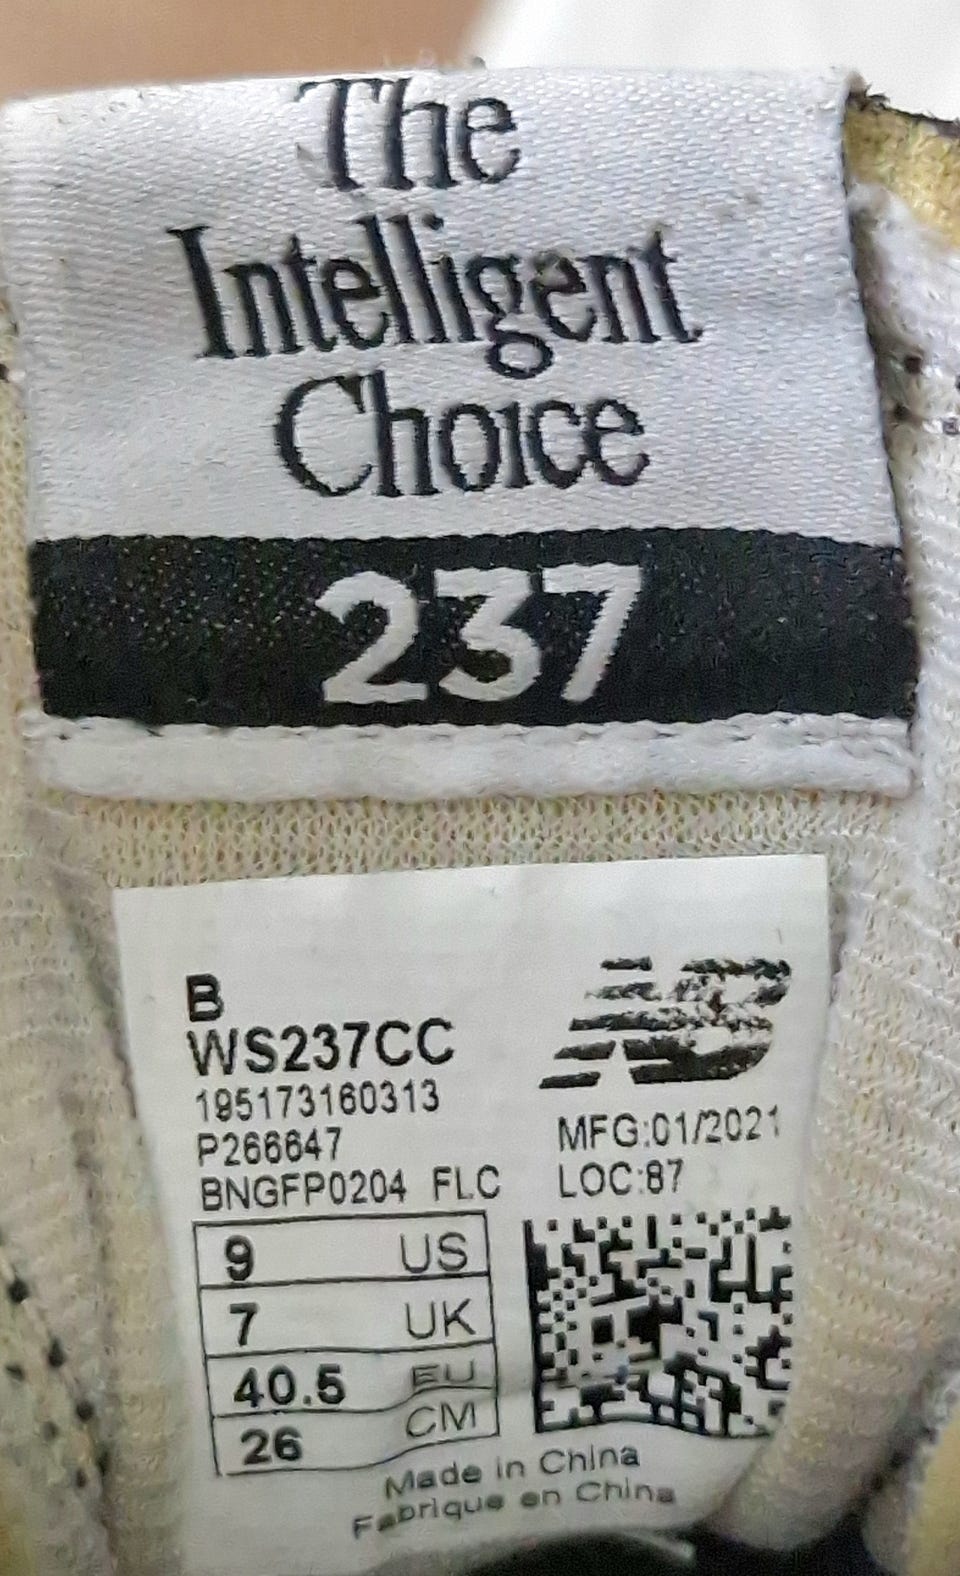 The
Intelligent
Choice
237
B
WS237CC
195173160313
P266647
BNGFP0204 FLC
NB
MFG:01/2021
LOC:87
9 US
7 UK
40.5 EU
26 CM
Made in China
Fabrique en China